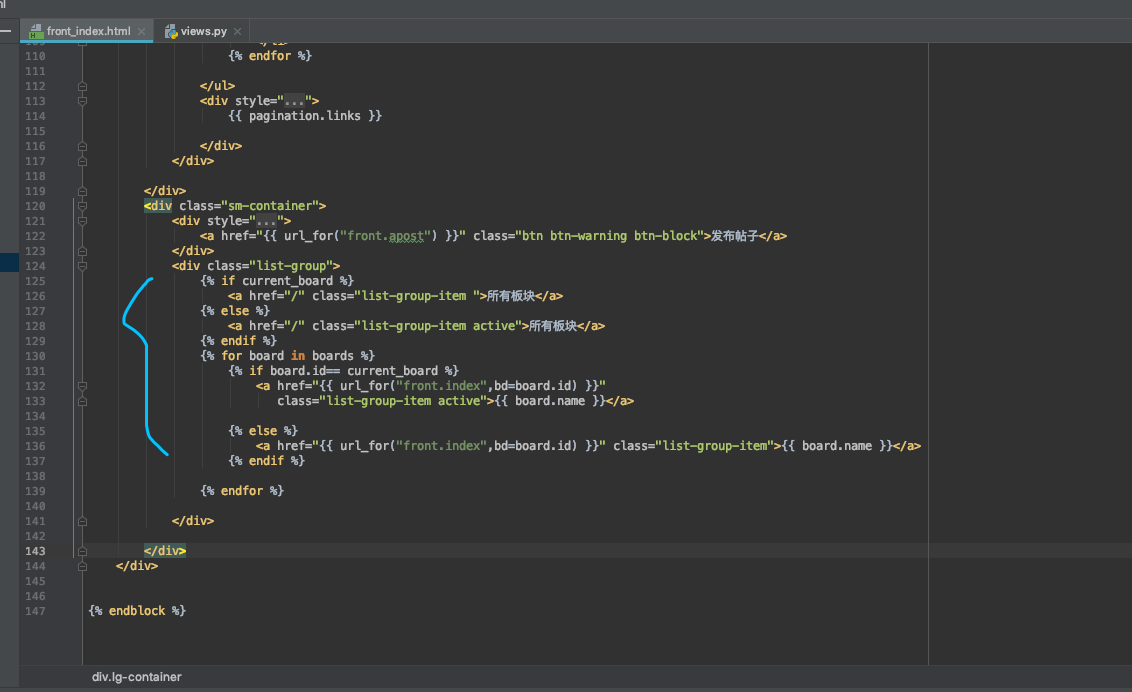 front_index.html views.py
110 {% endfor %}
111
112 </ul>
113 <div style="...">
114 {{ pagination.links }}
115
116 </div>
117 </div>
118
119 </div>
120 <div class="sm-container">
121 <div style="...">
122 <a href="{{ url_for("front.apost") }}" class="btn btn-warning btn-block">发布帖子</a>
123 </div>
124 <div class="list-group">
125 {% if current_board %}
126 <a href="/" class="list-group-item ">所有板块</a>
127 {% else %}
128 <a href="/" class="list-group-item active">所有板块</a>
129 {% endif %}
130 {% for board in boards %}
131 {% if board.id== current_board %}
132 <a href="{{ url_for("front.index",bd=board.id) }}"
133 class="list-group-item active">{{ board.name }}</a>
134
135 {% else %}
136 <a href="{{ url_for("front.index",bd=board.id) }}" class="list-group-item">{{ board.name }}</a>
137 {% endif %}
138
139 {% endfor %}
140
141 </div>
142
143 </div>
144 </div>
145
146
147 {% endblock %}
div.lg-container